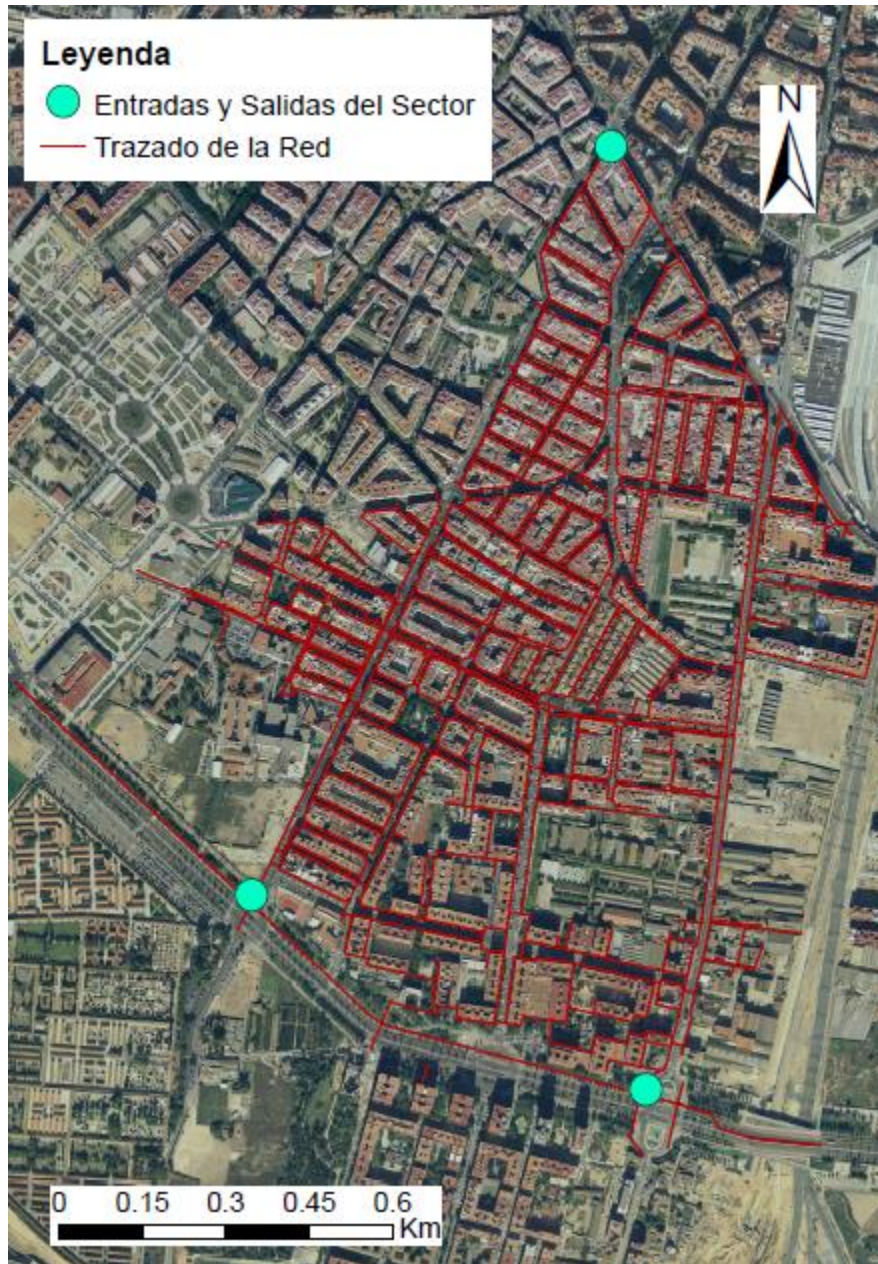 Leyenda
Entradas y Salidas del Sector
Trazado de la Red
N
0 0.15 0.3 0.45 0.6
Km